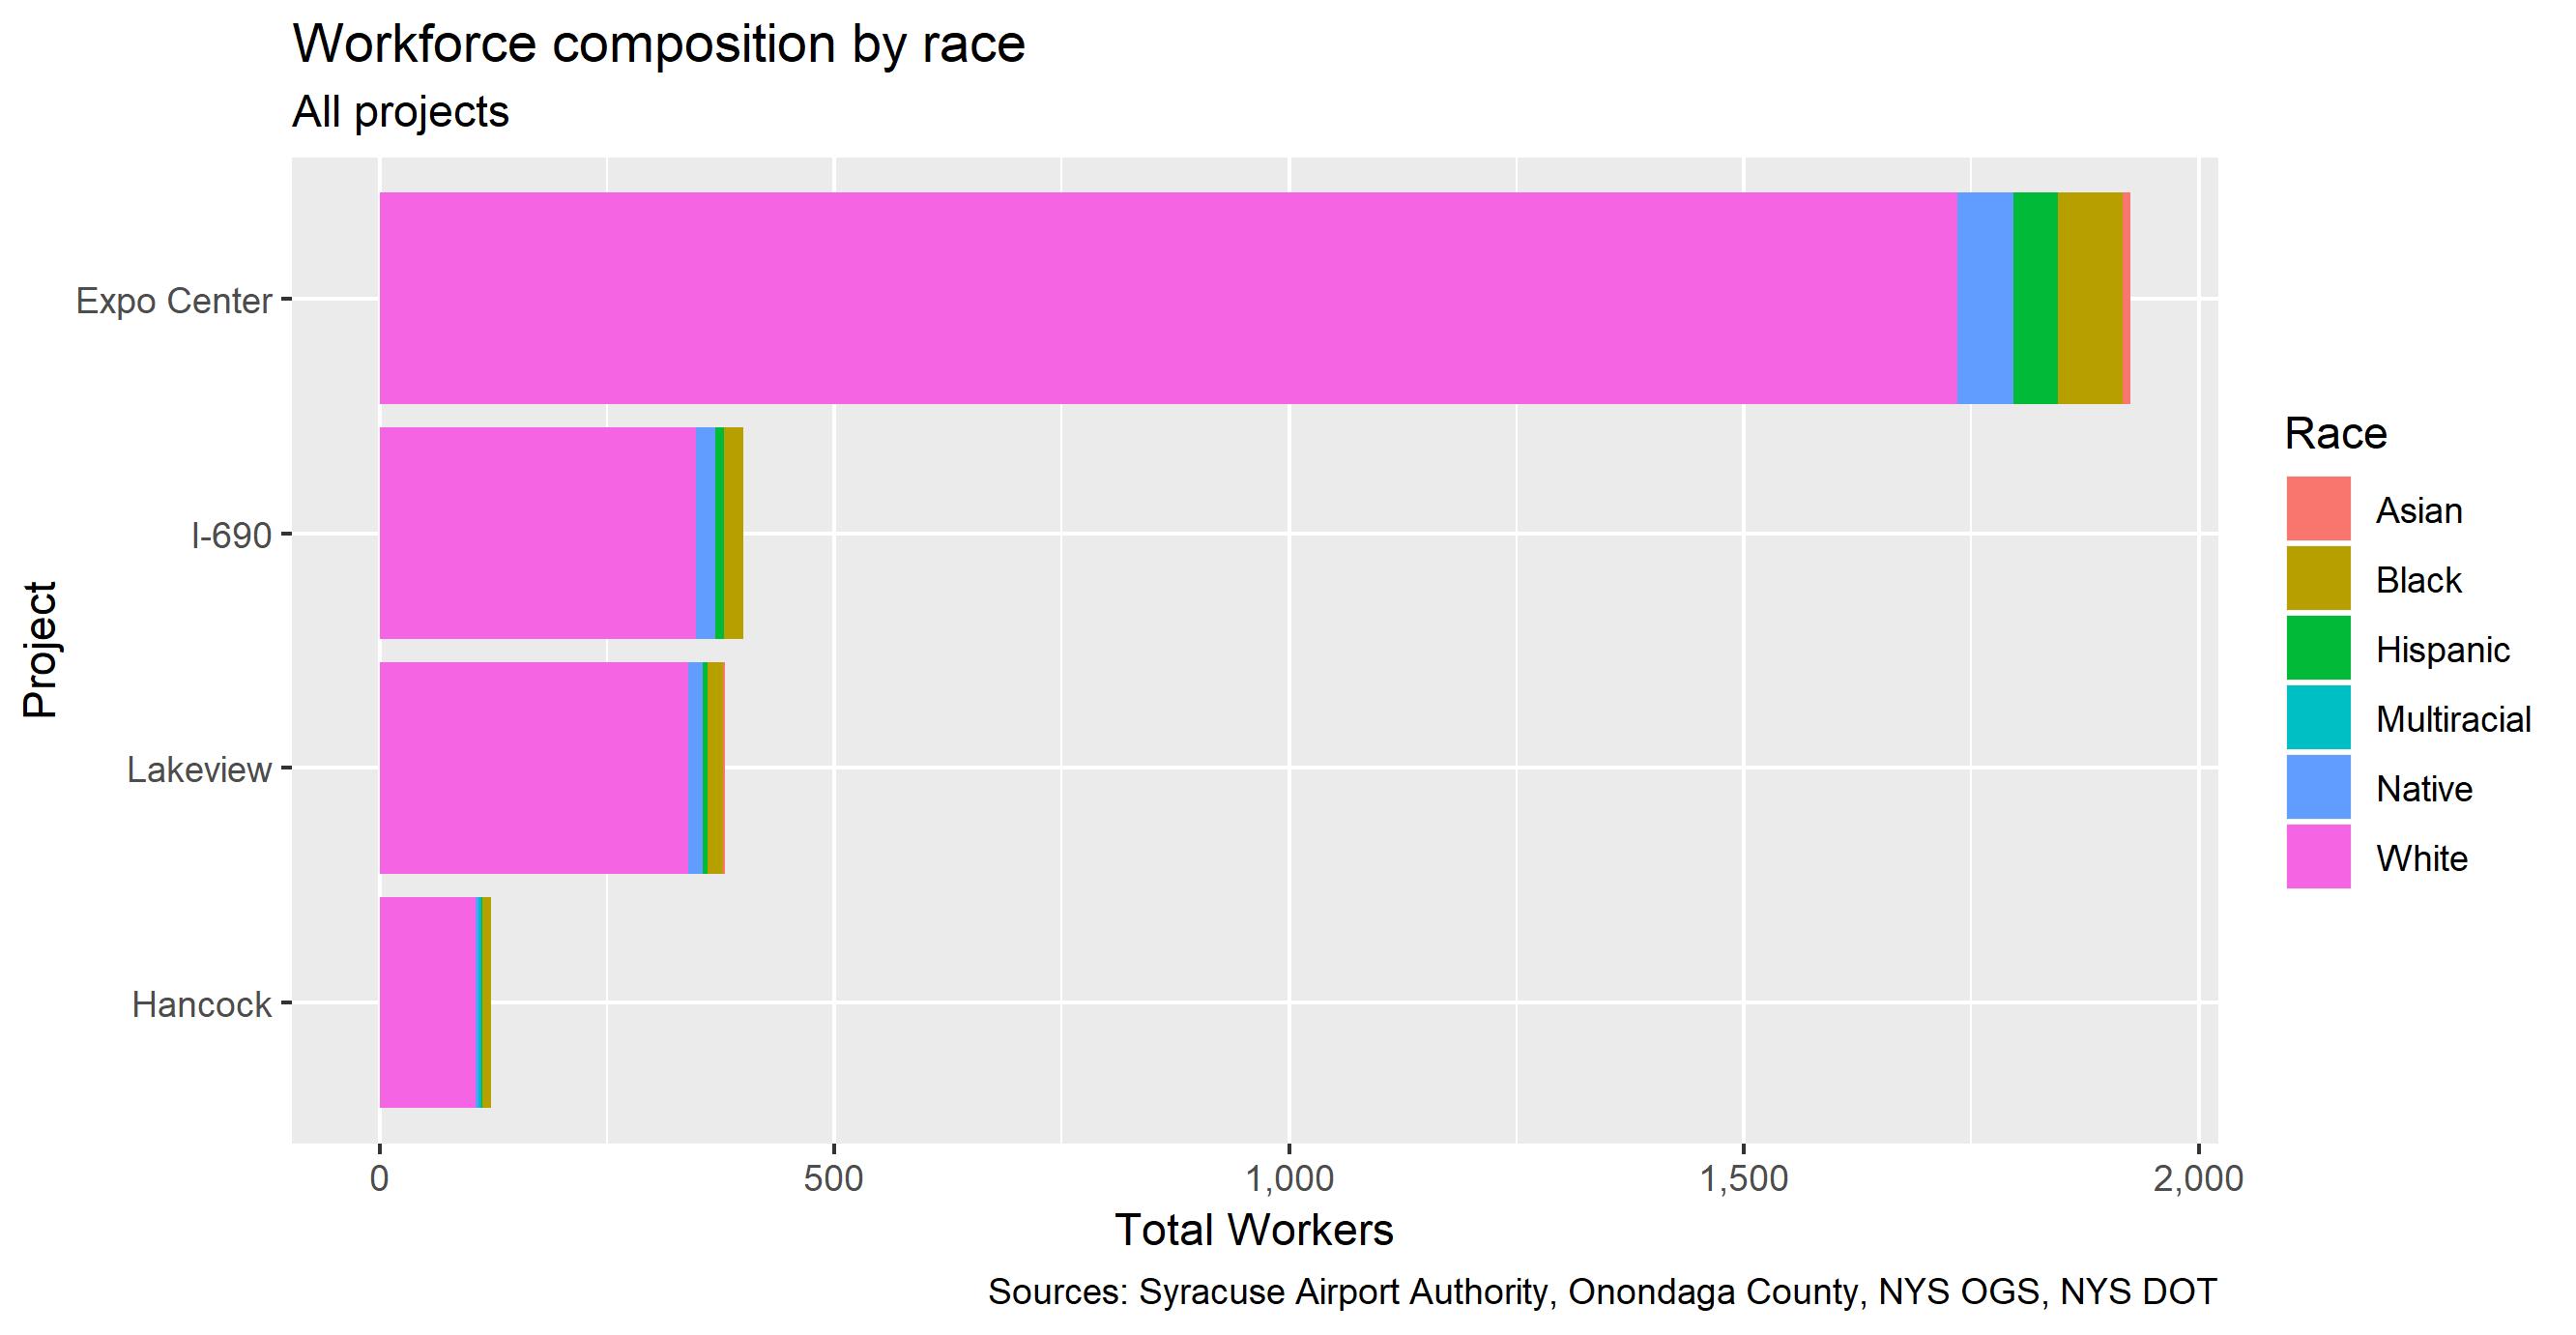 Workforce composition by race
All projects
Project
Expo Center
I-690
Lakeview
Hancock
0 500 1,000 1,500 2,000
Total Workers
Race
Asian
Black
Hispanic
Multiracial
Native
White
Sources: Syracuse Airport Authority, Onondaga County, NYS OGS, NYS DOT